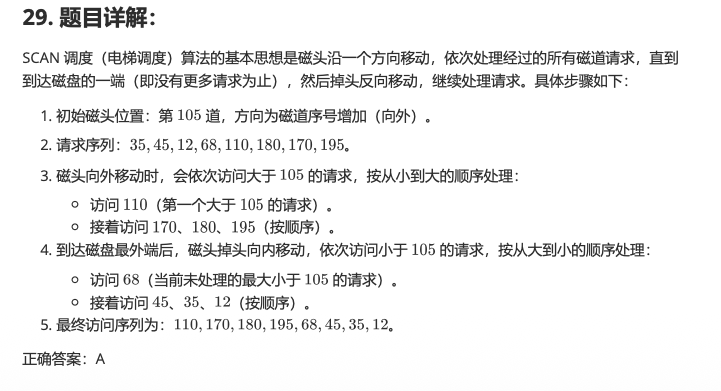 29. 题目详解：
SCAN 调度（电梯调度）算法的基本思想是磁头沿一个方向移动，依次处理经过的所有磁道请求，直到
到达磁盘的一端（即没有更多请求为止），然后掉头反向移动，继续处理请求。具体步骤如下：
1. 初始磁头位置：第 105 道，方向为磁道序号增加（向外）。
2. 请求序列：35, 45, 12, 68, 110, 180, 170, 195。
3. 磁头向外移动时，会依次访问大于 105 的请求，按从小到大的顺序处理：
○ 访问 110（第一个大于 105 的请求）。
○ 接着访问 170、180、195（按顺序）。
4. 到达磁盘最外端后，磁头掉头向内移动，依次访问小于 105 的请求，按从大到小的顺序处理：
○ 访问 68（当前未处理的最大小于 105 的请求）。
○ 接着访问 45、35、12（按顺序）。
5. 最终访问序列为：110, 170, 180, 195, 68, 45, 35, 12。
正确答案：A